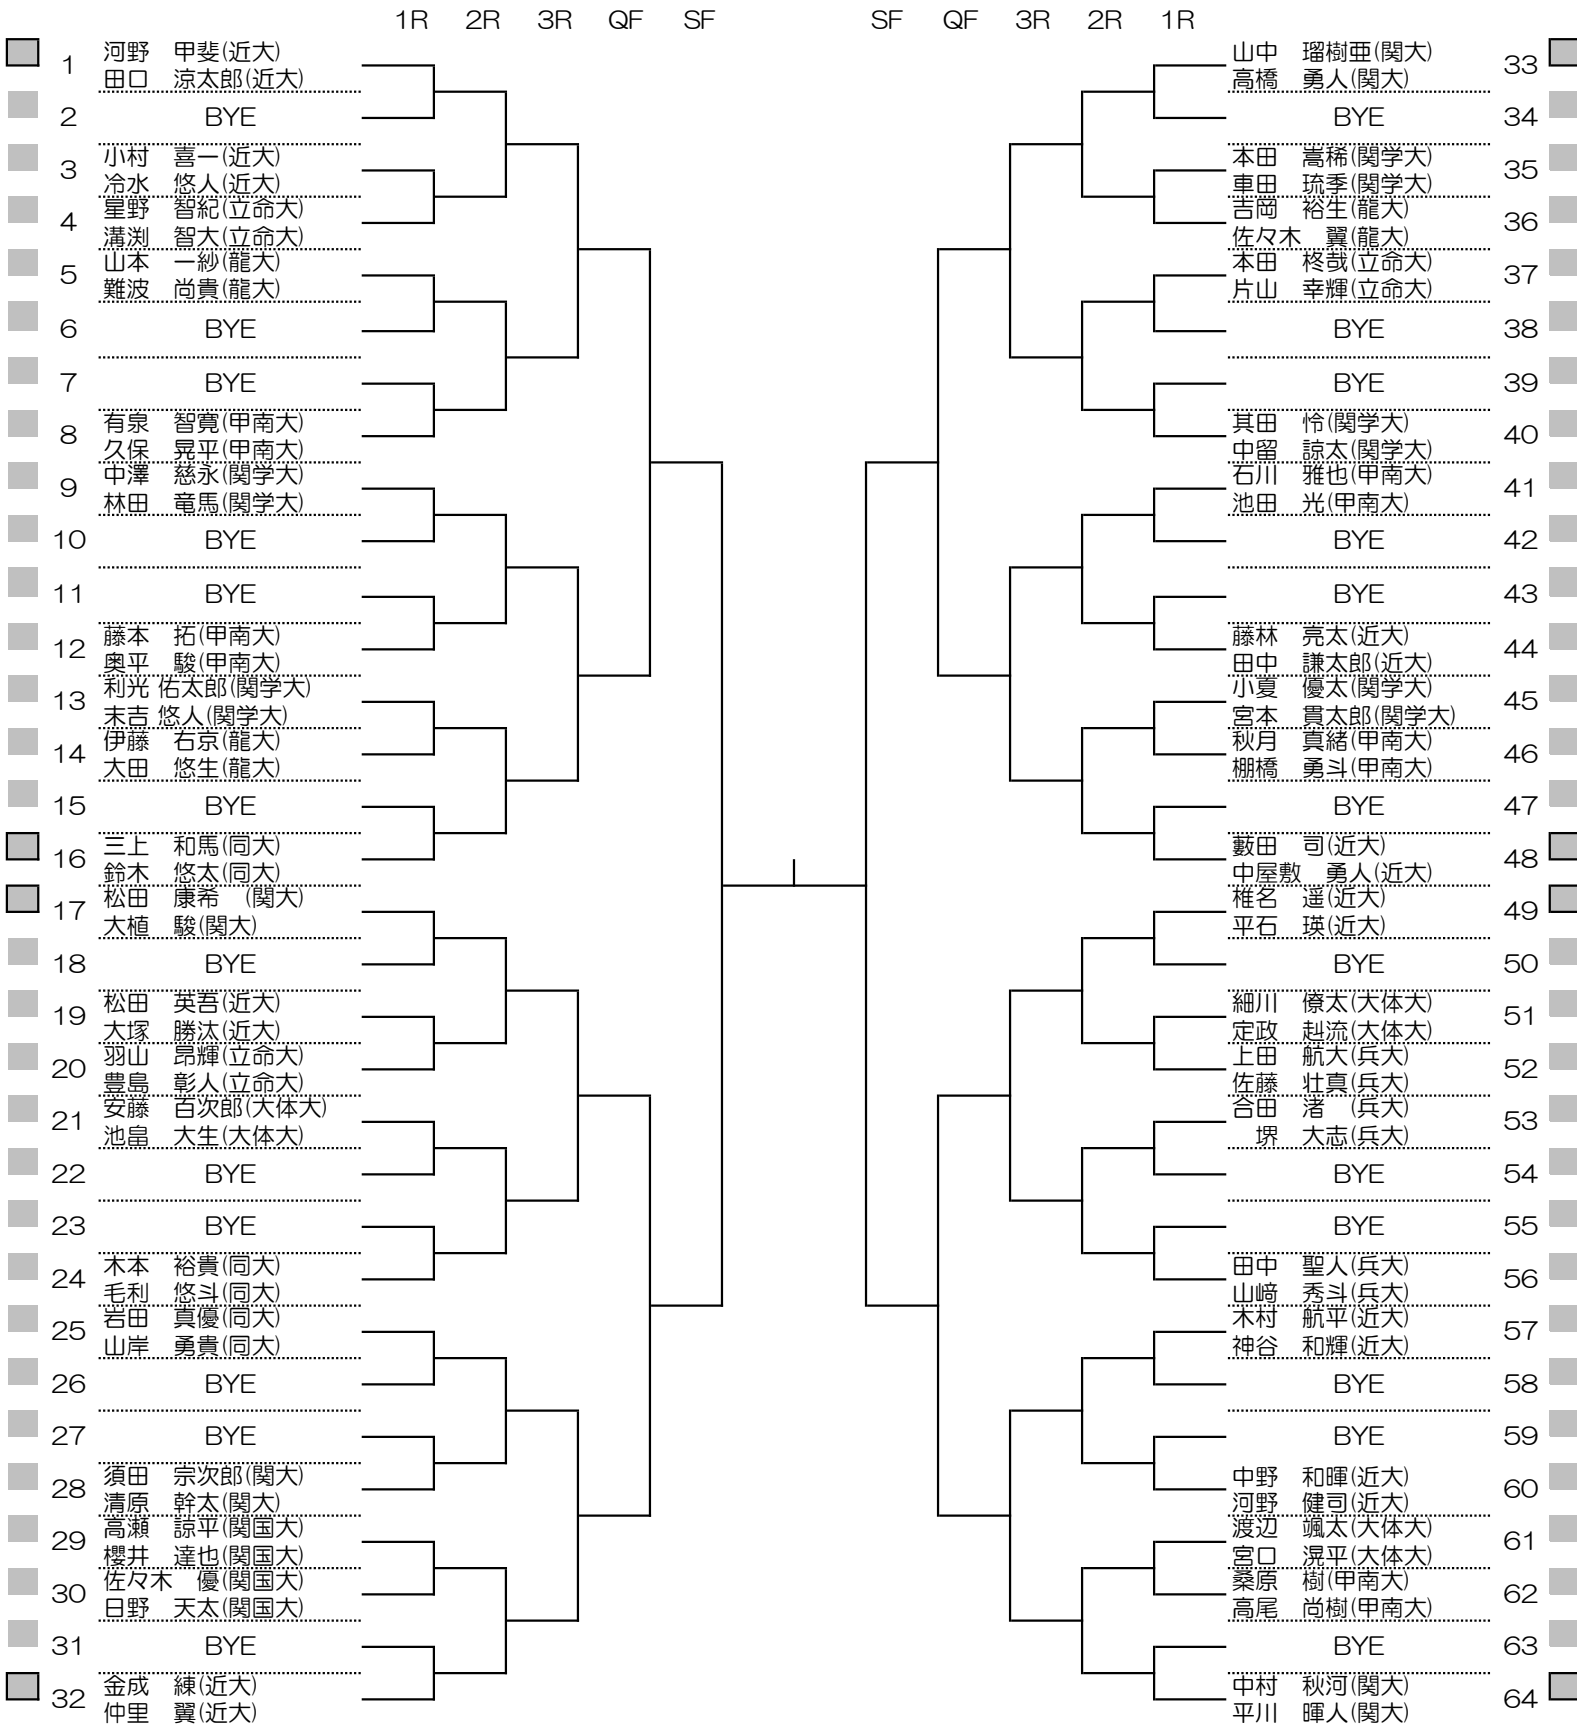 1R 2R 3R QF SF
SF QF 3R 2R 1R
1 河野 甲斐(近大)
田口 涼太郎(近大)
2 BYE
3 小村 喜一(近大)
冷水 悠人(近大)
4 星野 智紀(立命大)
溝渕 智大(立命大)
5 山本 一紗(龍大)
難波 尚貴(龍大)
6 BYE
7 BYE
8 有泉 智寛(甲南大)
久保 晃平(甲南大)
9 中澤 慈永(関学大)
林田 竜馬(関学大)
10 BYE
11 BYE
12 藤本 拓(甲南大)
奥平 駿(甲南大)
13 利光 佑太郎(関学大)
末吉 悠人(関学大)
14 伊藤 右京(龍大)
大田 悠生(龍大)
15 BYE
16 三上 和馬(同大)
鈴木 悠太(同大)
17 松田 康希 (関大)
大植 駿(関大)
18 BYE
19 松田 英吾(近大)
大塚 勝汰(近大)
20 羽山 昂輝(立命大)
豊島 彰人(立命大)
21 安藤 百次郎(大体大)
池畠 大生(大体大)
22 BYE
23 BYE
24 木本 裕貴(同大)
毛利 悠斗(同大)
25 岩田 真優(同大)
山岸 勇貴(同大)
26 BYE
27 BYE
28 須田 宗次郎(関大)
清原 幹太(関大)
29 高瀬 諒平(関国大)
櫻井 達也(関国大)
30 佐々木 優(関国大)
日野 天太(関国大)
31 BYE
32 金成 練(近大)
仲里 翼(近大)
山中 瑠樹亜(関大) 33
高橋 勇人(関大)
BYE 34
本田 嵩稀(関学大) 35
車田 琉季(関学大)
吉岡 裕生(龍大) 36
佐々木 翼(龍大)
本田 柊哉(立命大) 37
片山 幸輝(立命大)
BYE 38
BYE 39
其田 怜(関学大) 40
中留 諒太(関学大)
石川 雅也(甲南大) 41
池田 光(甲南大)
BYE 42
BYE 43
藤林 亮太(近大) 44
田中 謙太郎(近大)
小夏 優太(関学大) 45
宮本 貫太郎(関学大)
秋月 真緒(甲南大) 46
棚橋 勇斗(甲南大)
BYE 47
藪田 司(近大) 48
中屋敷 勇人(近大)
椎名 遥(近大) 49
平石 瑛(近大)
BYE 50
細川 僚太(大体大) 51
定政 赳流(大体大)
上田 航大(兵大) 52
佐藤 壮真(兵大)
合田 渚 (兵大) 53
堺 大志(兵大)
BYE 54
BYE 55
田中 聖人(兵大) 56
山﨑 秀斗(兵大)
木村 航平(近大) 57
神谷 和輝(近大)
BYE 58
BYE 59
中野 和暉(近大) 60
河野 健司(近大)
渡辺 颯太(大体大) 61
宮口 滉平(大体大)
桑原 樹(甲南大) 62
高尾 尚樹(甲南大)
BYE 63
中村 秋河(関大) 64
平川 暉人(関大)